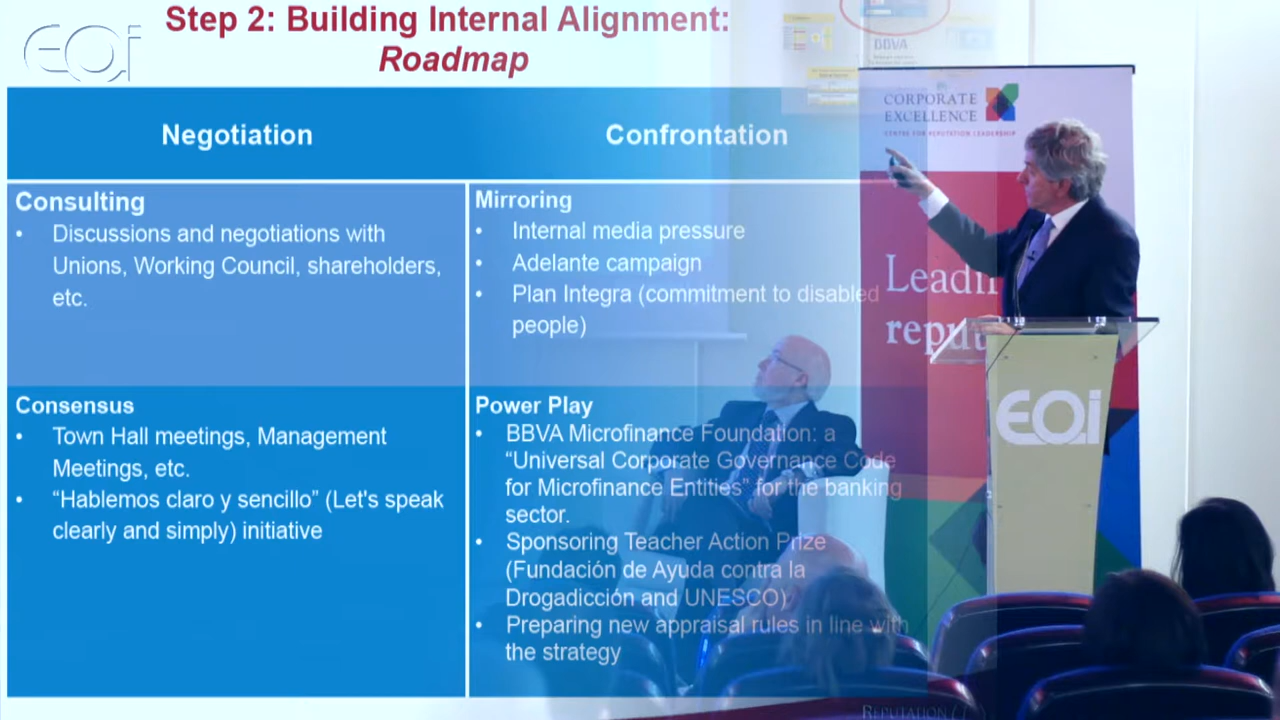 EOi
Step 2: Building Internal Alignment:
Roadmap
Negotiation
Confrontation
Consulting
• Discussions and negotiations with
Unions, Working Council, shareholders,
etc.
Mirroring
• Internal media pressure
• Adelante campaign
• Plan Integra (commitment to disabled
people)
Consensus
• Town Hall meetings, Management
Meetings, etc.
• “Hablemos claro y sencillo” (Let's speak
clearly and simply) initiative
Power Play
• BBVA Microfinance Foundation: a
“Universal Corporate Governance Code
for Microfinance Entities” for the banking
sector.
• Sponsoring Teacher Action Prize
(Fundación de Ayuda contra la
Drogadicción and UNESCO)
• Preparing new appraisal rules in line with
the strategy
BBVA
CORPORATE
EXCELLENCE
CENTRE FOR REPUTATION LEADERSHIP
EOi
REPUTATION